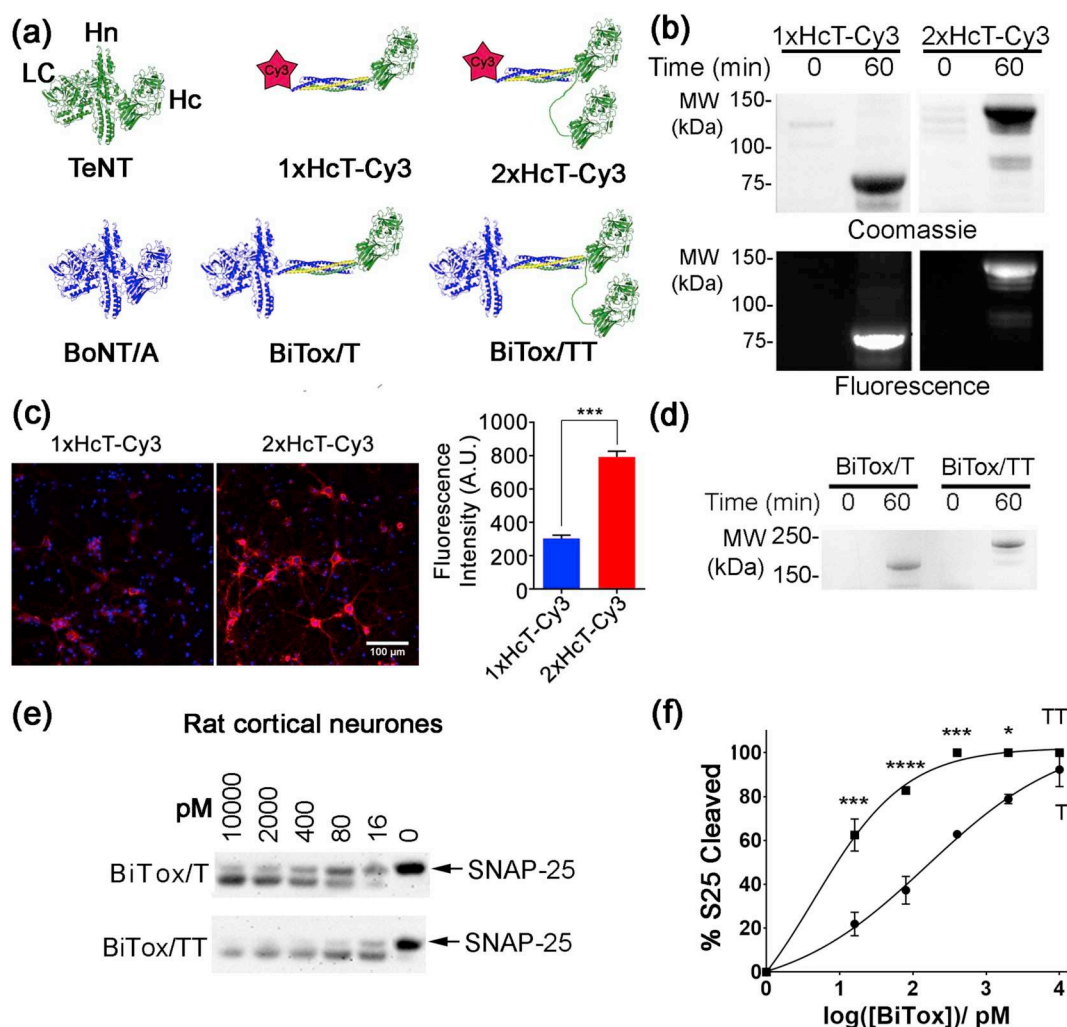 (a)
Hn
LC
Hc
TeNT
Cy3
1xHcT-Cy3
Cy3
2xHcT-Cy3
BoNT/A
BiTox/T
BiTox/TT
(b)
1xHcT-Cy3 2xHcT-Cy3
Time (min) 0 60 0 60
MW
(kDa)
150-
100-
75-
Coomassie
MW
(kDa)
150-
100-
75-
Fluorescence
(c)
1xHcT-Cy3 2xHcT-Cy3
100 µm
Fluorescence
Intensity (A.U.)
1000
800
600
400
200
0
***
1xHcT-Cy3
2xHcT-Cy3
(d)
BiTox/T BiTox/TT
Time (min) 0 60 0 60
MW
(kDa)
250-
150-
(e)
Rat cortical neurones
pM 10000 2000 400 80 16 0
BiTox/T SNAP-25
BiTox/TT SNAP-25
(f)
% S25 Cleaved
100
80
60
40
20
0
*** **** *** * TT
T
0 1 2 3 4
log([BiTox])/ pM